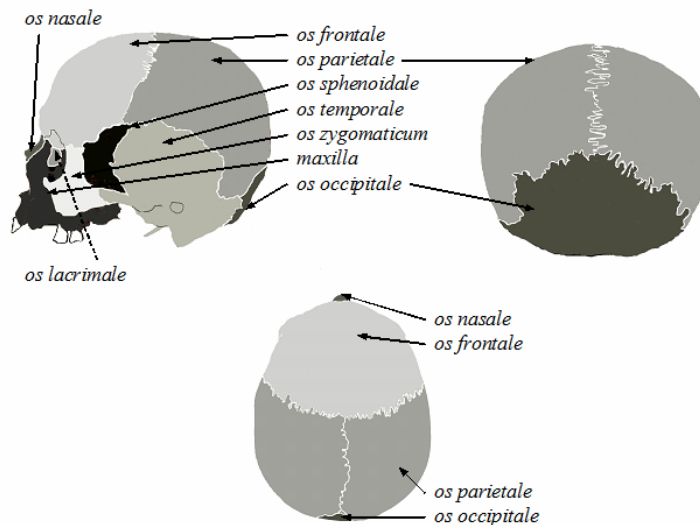 os nasale
os frontale
os parietale
os sphenoidale
os temporale
os zygomaticum
maxilla
os occipitale
os lacrimale
os nasale
os frontale
os parietale
os occipitale